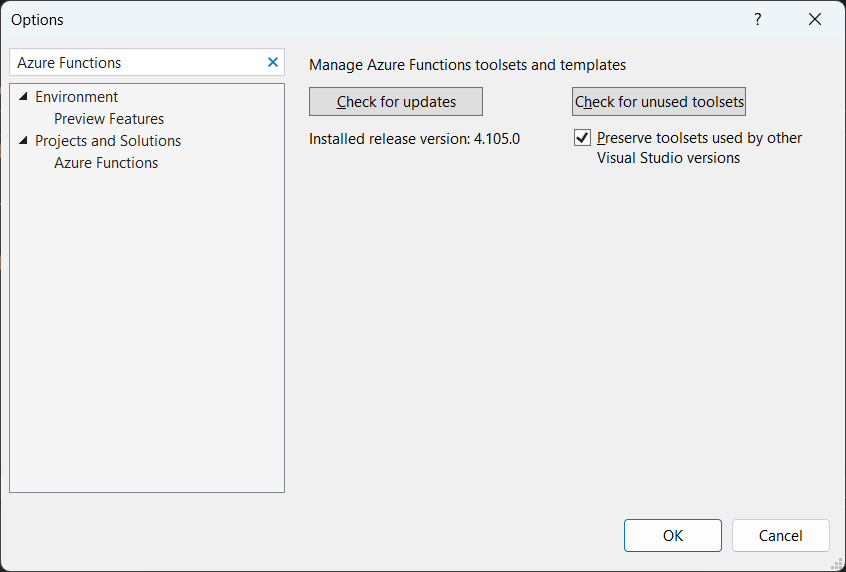 Options
?
Azure Functions
Environment
Preview Features
Projects and Solutions
Azure Functions
Manage Azure Functions toolsets and templates
Check for updates
Check for unused toolsets
Installed release version: 4.105.0
Preserve toolsets used by other
Visual Studio versions
OK
Cancel